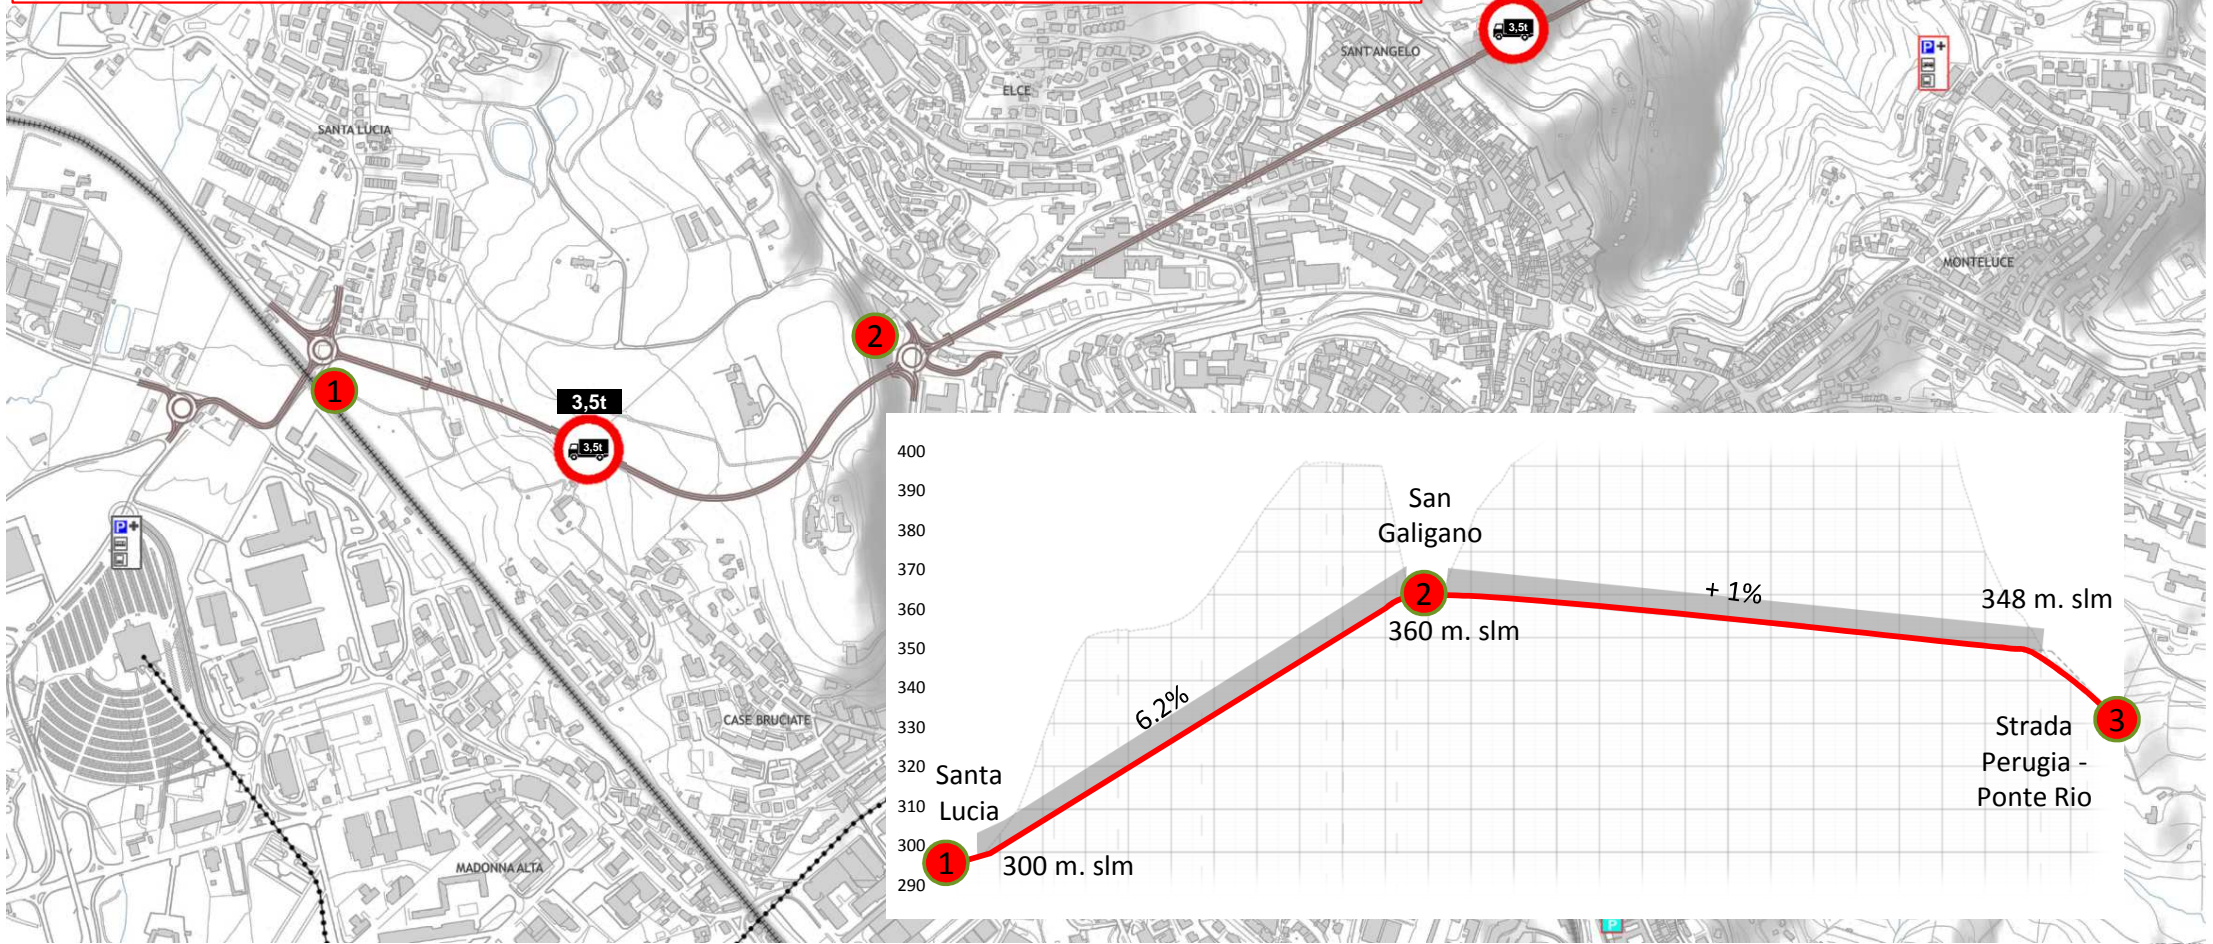 3,5t
SANT'ANGELO
P+
ELCE
SANTA LUCIA
MONTELUCE
2
1
3,5t
3,5t
P+
CASE BRUCIATE
MADONNA ALTA
400
390
380
370
360
350
340
330
320
310
300
290
San
Galigano
2
360 m. slm
+ 1%
348 m. slm
6.2%
3
Strada
Perugia -
Ponte Rio
Santa
Lucia
1
300 m. slm
P